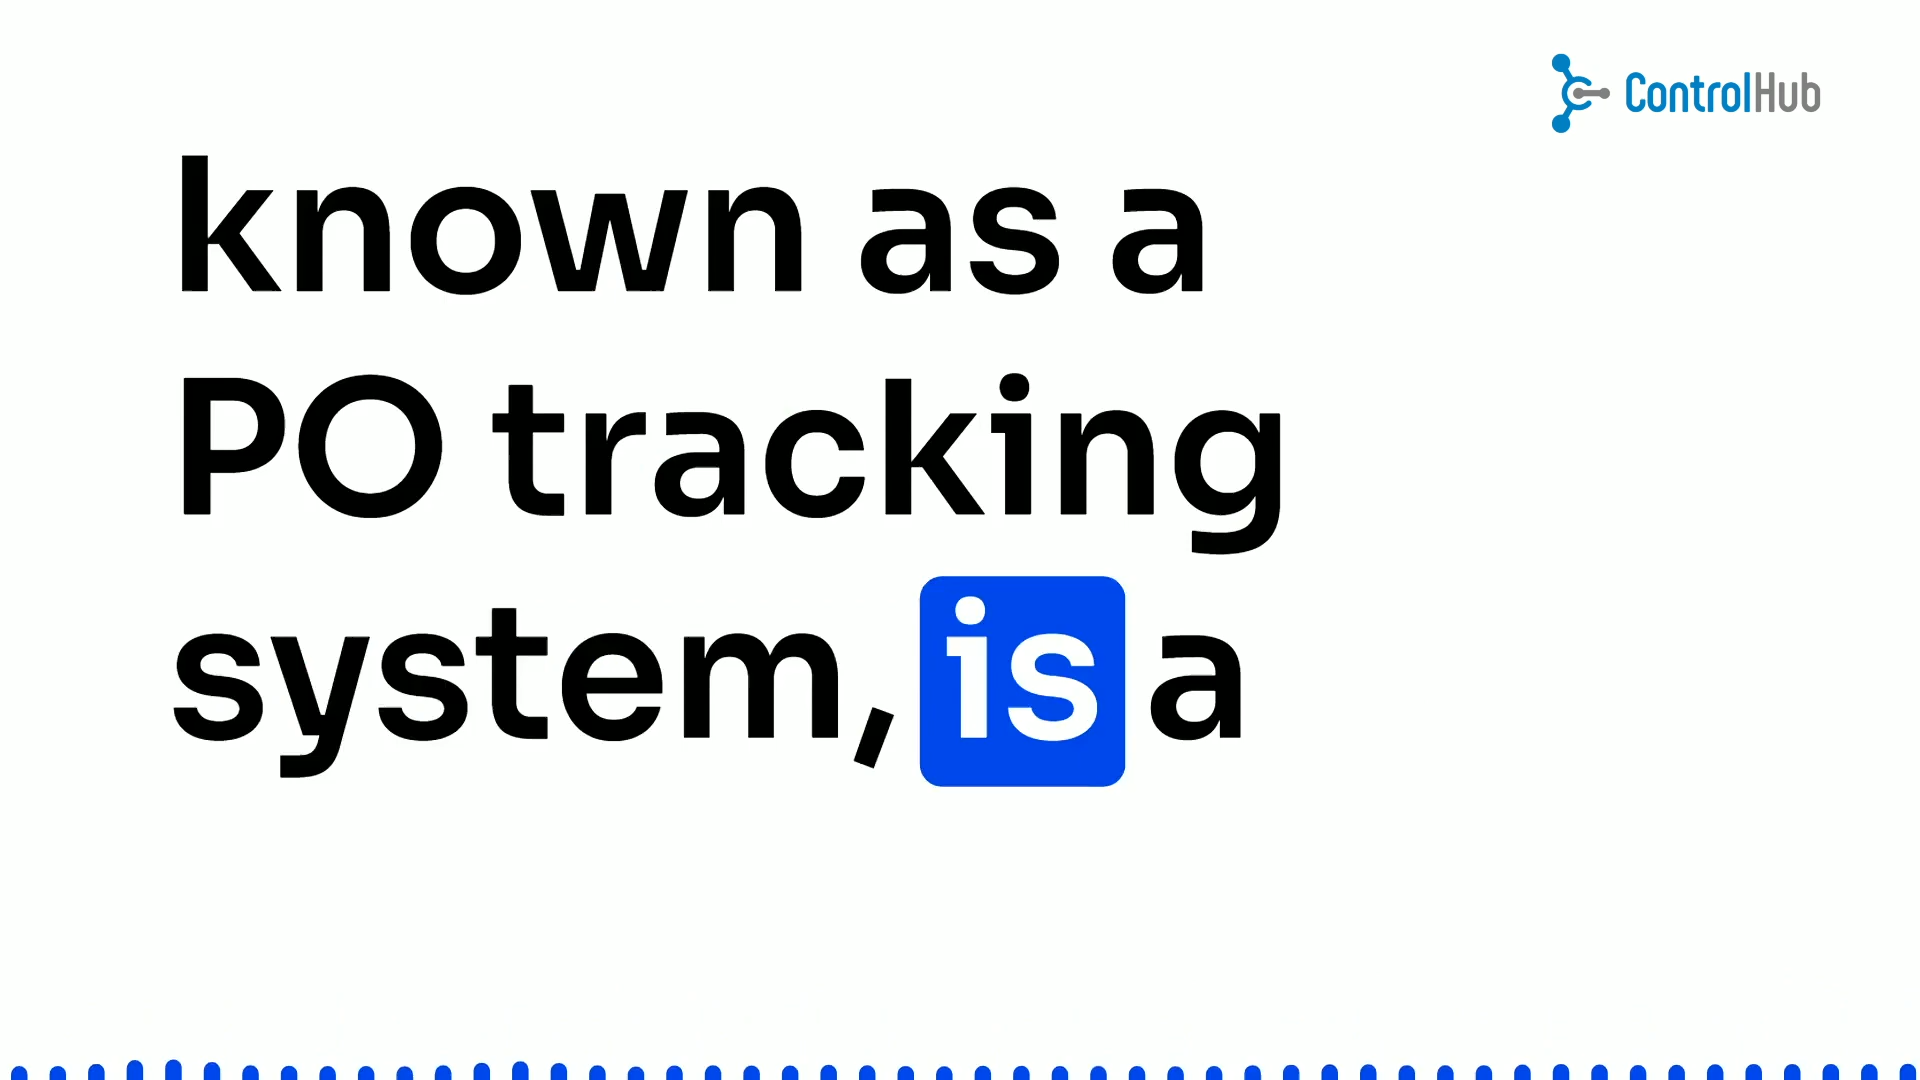 ControlHub
known as a
PO tracking
system, is a